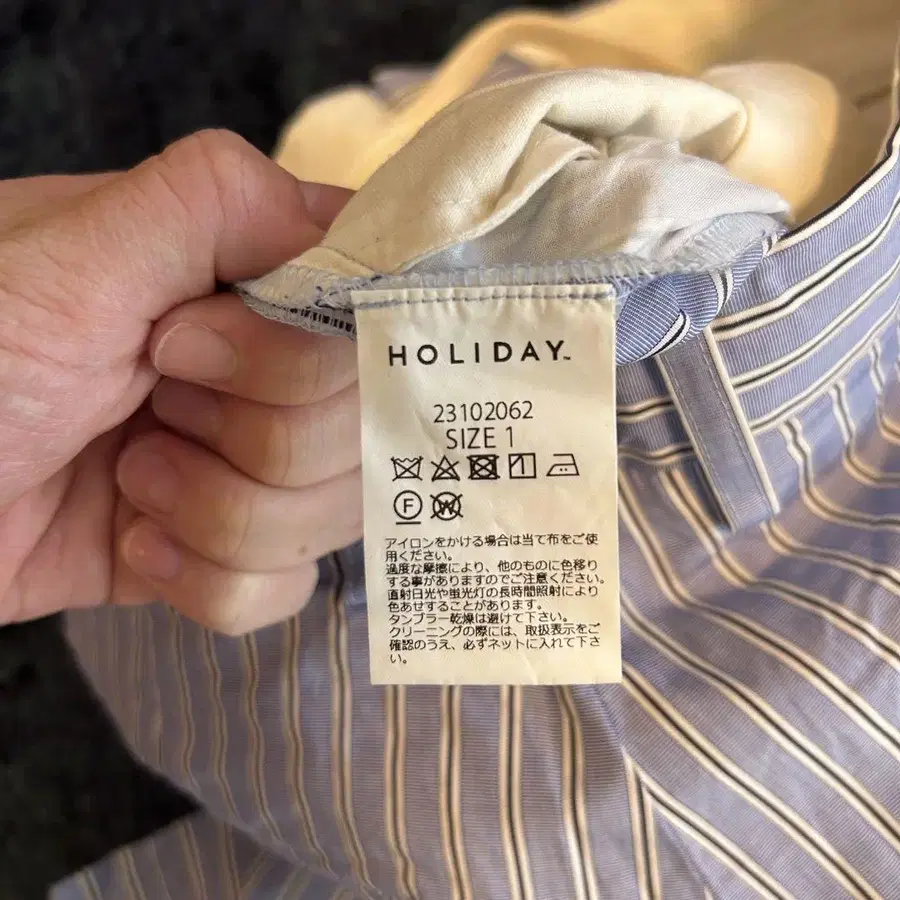 HOLIDAY™
23102062
SIZE 1
F W
アイロンをかける場合は当て布をご使
用ください。
過度な摩擦により、他のものに色移り
する事がありますのでご注意ください。
直射日光や蛍光灯の長時間照射により
色あせすることがあります。
タンブラー乾燥は避けて下さい。
クリーニングの際には、取扱表示をご
確認のうえ、必ずネットに入れて下さ
い。